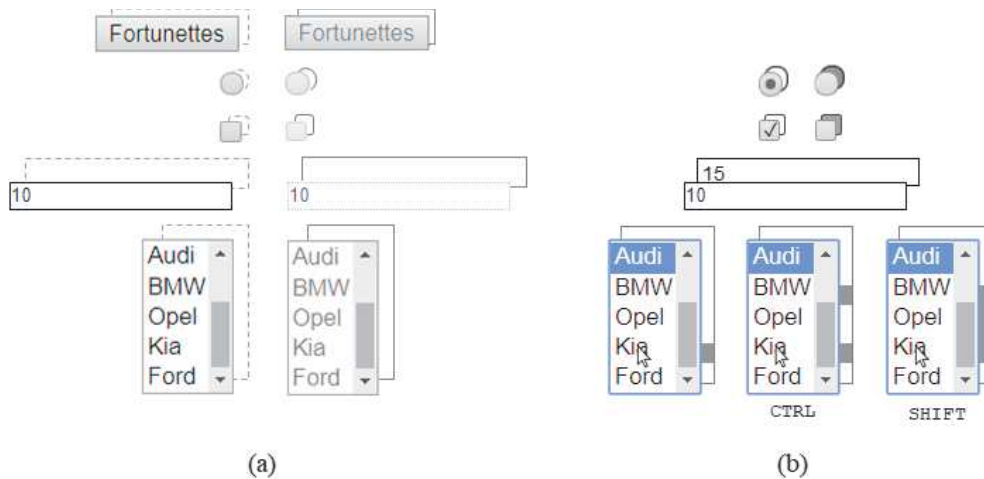 Fortunettes Fortunettes
10 10
Audi Audi
BMW BMW
Opel Opel
Kia Kia
Ford Ford
(a)
15
10
Audi Audi Audi
BMW BMW BMW
Opel Opel Opel
Kia Kia Kia
Ford Ford Ford
CTRL SHIFT
(b)